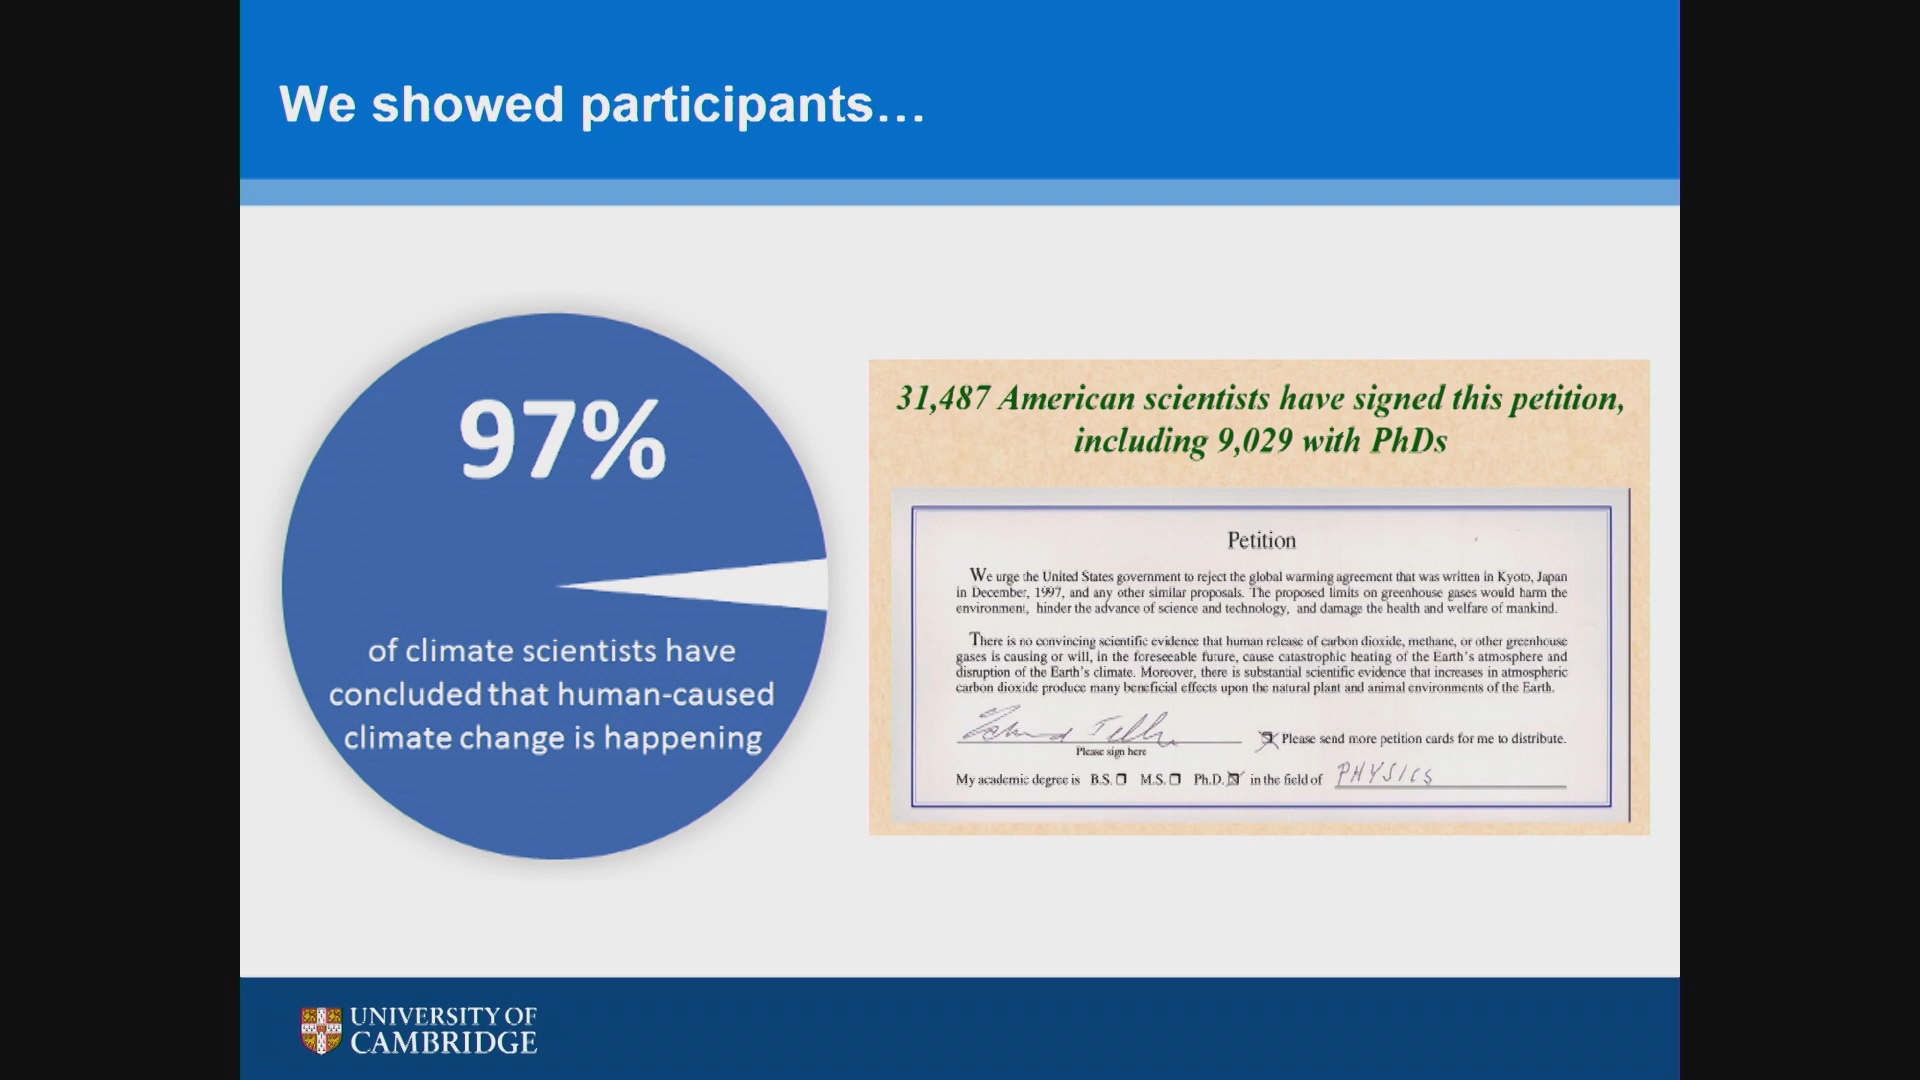 We showed participants…
97%
of climate scientists have
concluded that human-caused
climate change is happening
31,487 American scientists have signed this petition,
including 9,029 with PhDs
Petition
We urge the United States government to reject the global warming agreement that was written in Kyoto, Japan
in December, 1997, and any other similar proposals. The proposed limits on greenhouse gases would harm the
environment, hinder the advance of science and technology, and damage the health and welfare of mankind.
There is no convincing scientific evidence that human release of carbon dioxide, methane, or other greenhouse
gases is causing or will, in the foreseeable future, cause catastrophic heating of the Earth's atmosphere and
disruption of the Earth's climate. Moreover, there is substantial scientific evidence that increases in atmospheric
carbon dioxide produce many beneficial effects upon the natural plant and animal environments of the Earth.
Please sign here
Please send more petition cards for me to distribute.
My academic degree is B.S. M.S. Ph.D. in the field of PHYSICS
UNIVERSITY OF
CAMBRIDGE